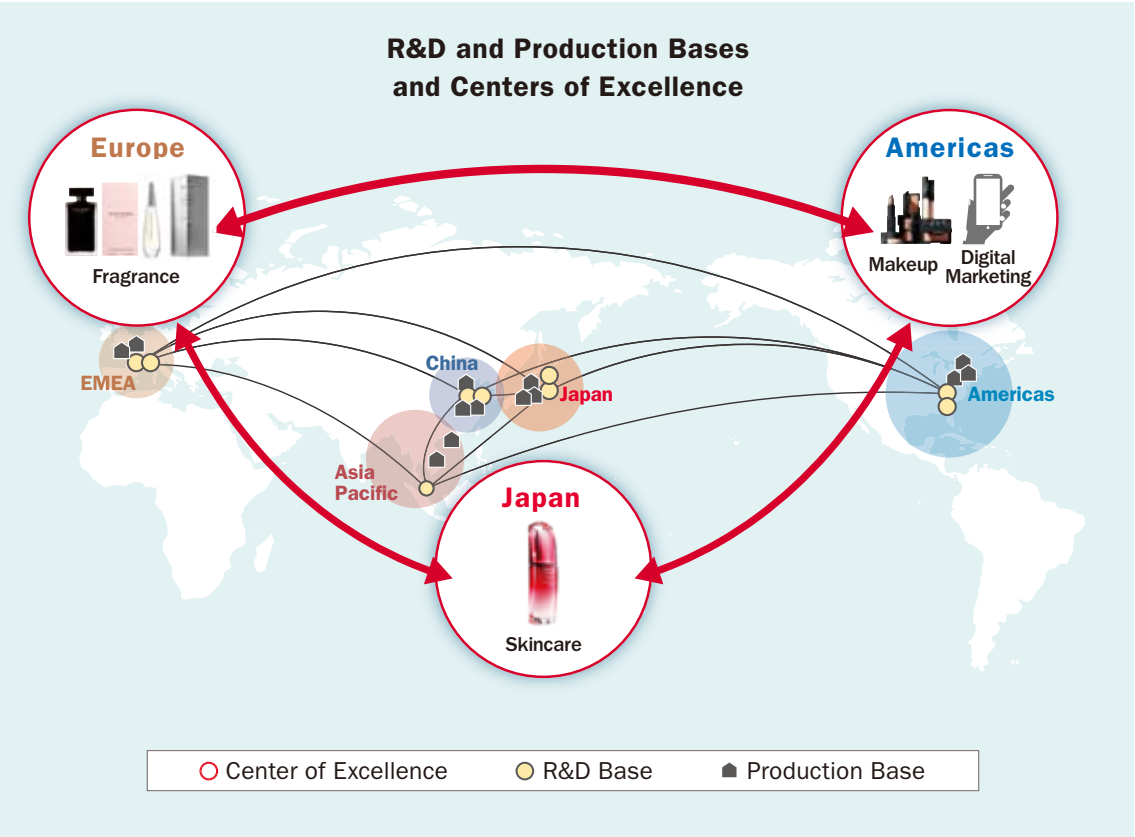 R&D and Production Bases
and Centers of Excellence
Europe
Fragrance
Americas
Makeup
Digital
Marketing
EMEA
China
Japan
Americas
Asia
Pacific
Japan
Skincare
Center of Excellence
R&D Base
Production Base